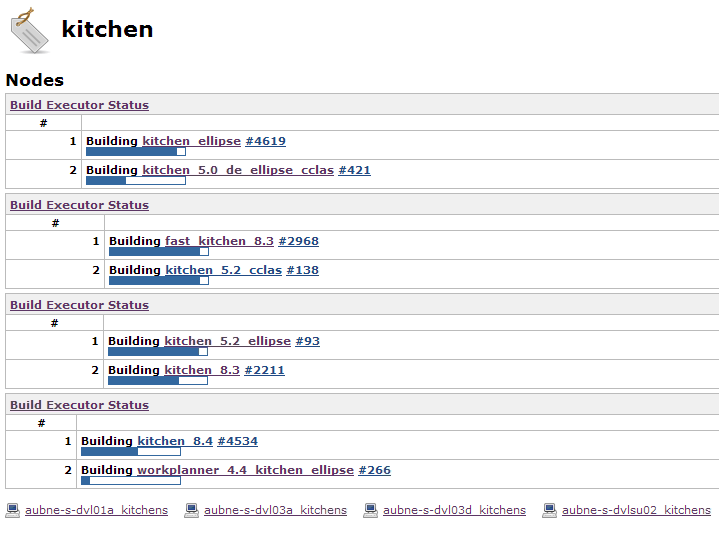 kitchen
Nodes
Build Executor Status
#
1 Building kitchen_ellipse #4619
2 Building kitchen_5.0_de_ellipse_cclas #421
Build Executor Status
#
1 Building fast_kitchen_8.3 #2968
2 Building kitchen_5.2_cclas #138
Build Executor Status
#
1 Building kitchen_5.2_ellipse #93
2 Building kitchen_8.3 #2211
Build Executor Status
#
1 Building kitchen_8.4 #4534
2 Building workplanner_4.4_kitchen_ellipse #266
aubne-s-dvl01a_kitchens aubne-s-dvl03a_kitchens aubne-s-dvl03d_kitchens aubne-s-dvlsu02_kitchens